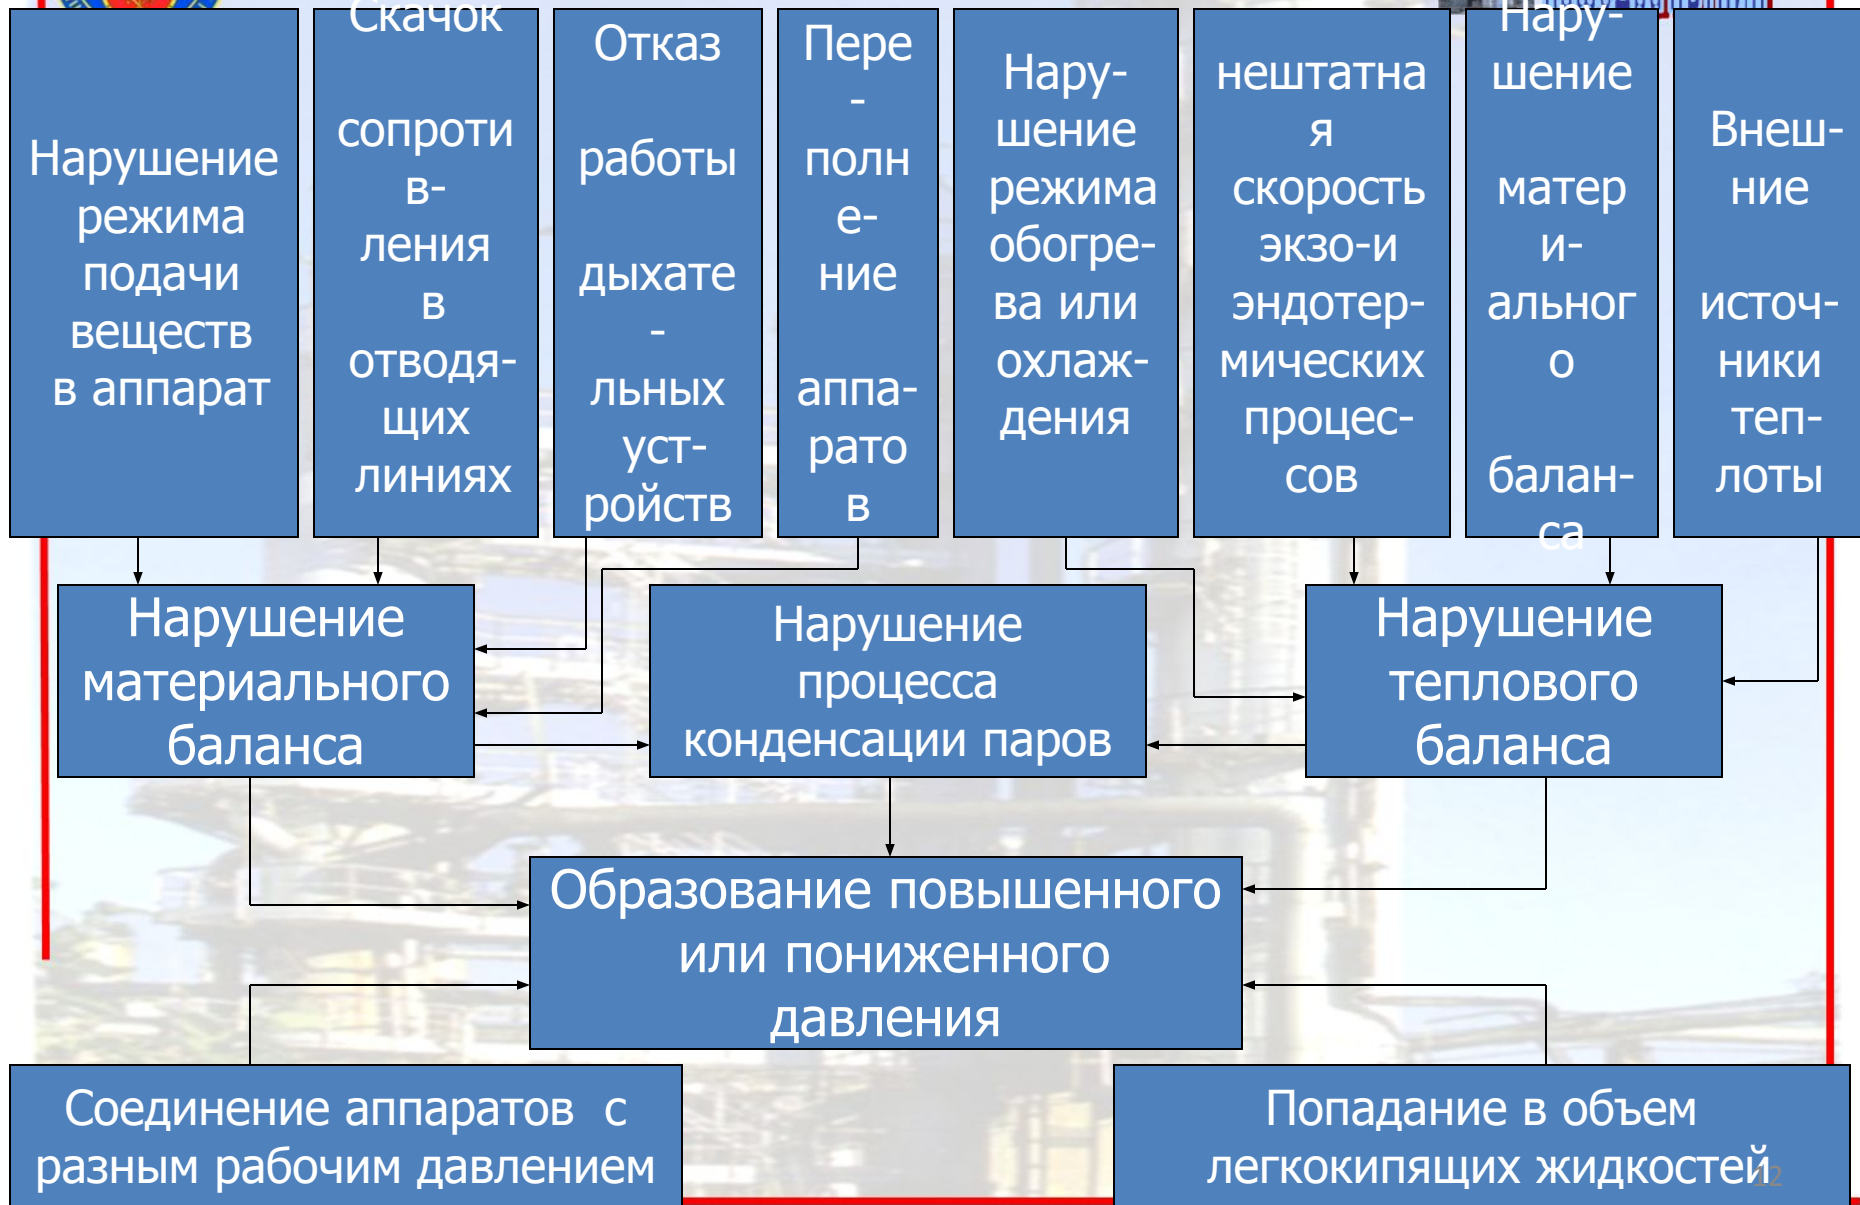 Нарушение
режима
подачи
веществ
в аппарат
Скачок
сопроти
в-
ления
в
отводя-
щих
линиях
Отказ
работы
дыхате
-
льных
уст-
ройств
Пере
-
полн
е-
ние
аппа-
рато
в
Нару-
шение
режима
обогре-
ва или
охлаж-
дения
нештатна
я
скорость
экзо-и
эндотер-
мических
процес-
сов
Нару-
шение
матер
и-
альног
о
балан-
са
Внеш-
ние
источ-
ники
теп-
лоты
Нарушение
материального
баланса
Нарушение
процесса
конденсации паров
Нарушение
теплового
баланса
Образование повышенного
или пониженного
давления
Соединение аппаратов с
разным рабочим давлением
Попадание в объем
легкокипящих жидкостей
12